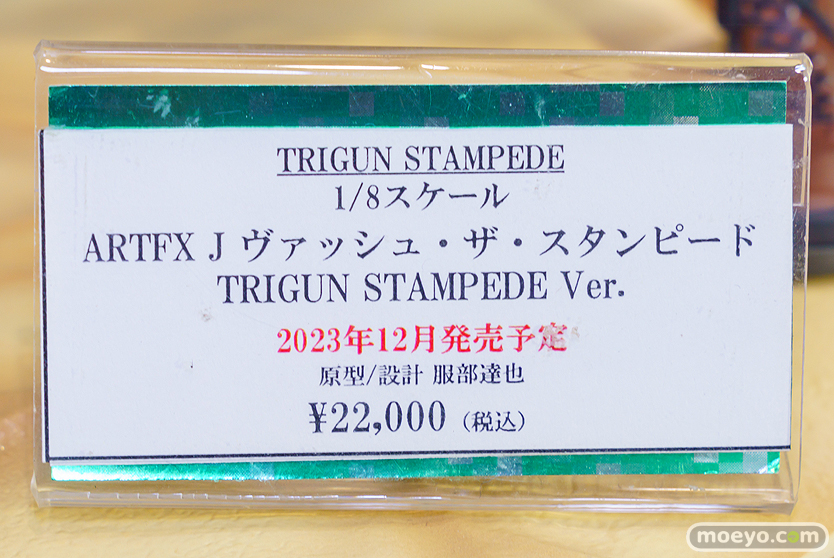 TRIGUN STAMPEDE
1/8スケール
ARTFX J ヴァッシュ・ザ・スタンピード
TRIGUN STAMPEDE Ver.
2023年12月発売予定
原型/設計 服部達也
¥22,000（税込）
moeyo.com